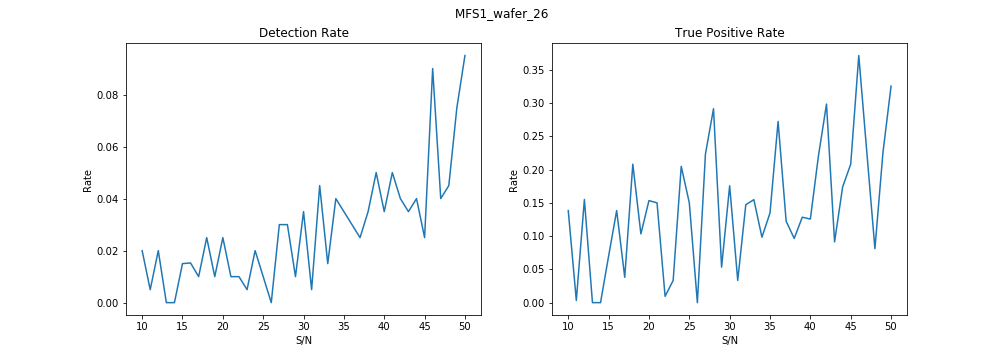 MFS1_wafer_26
Detection Rate
True Positive Rate
Rate
0.08
0.06
0.04
0.02
0.00
10 15 20 25 30 35 40 45 50
S/N
Rate
0.35
0.30
0.25
0.20
0.15
0.10
0.05
0.00
10 15 20 25 30 35 40 45 50
S/N